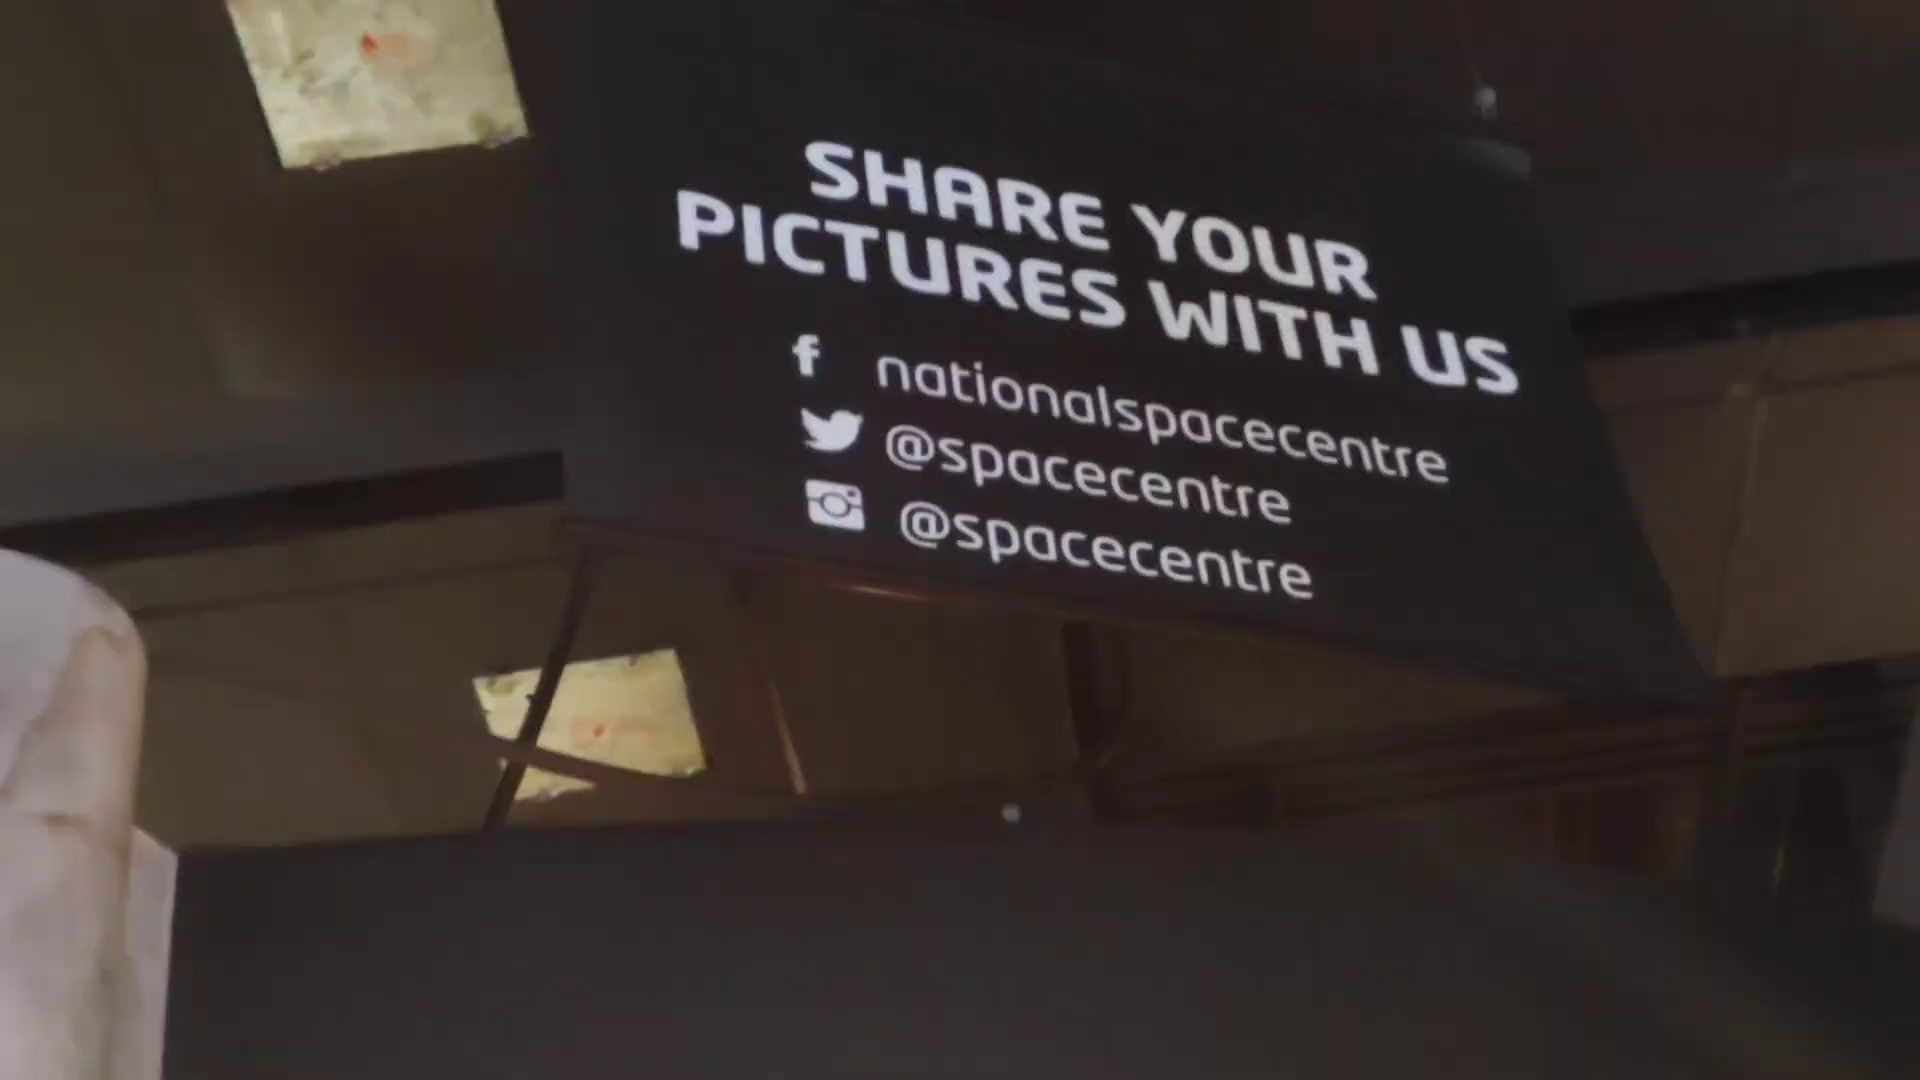 SHARE YOUR
PICTURES WITH US
f nationalspacecentre
@spacecentre
@spacecentre